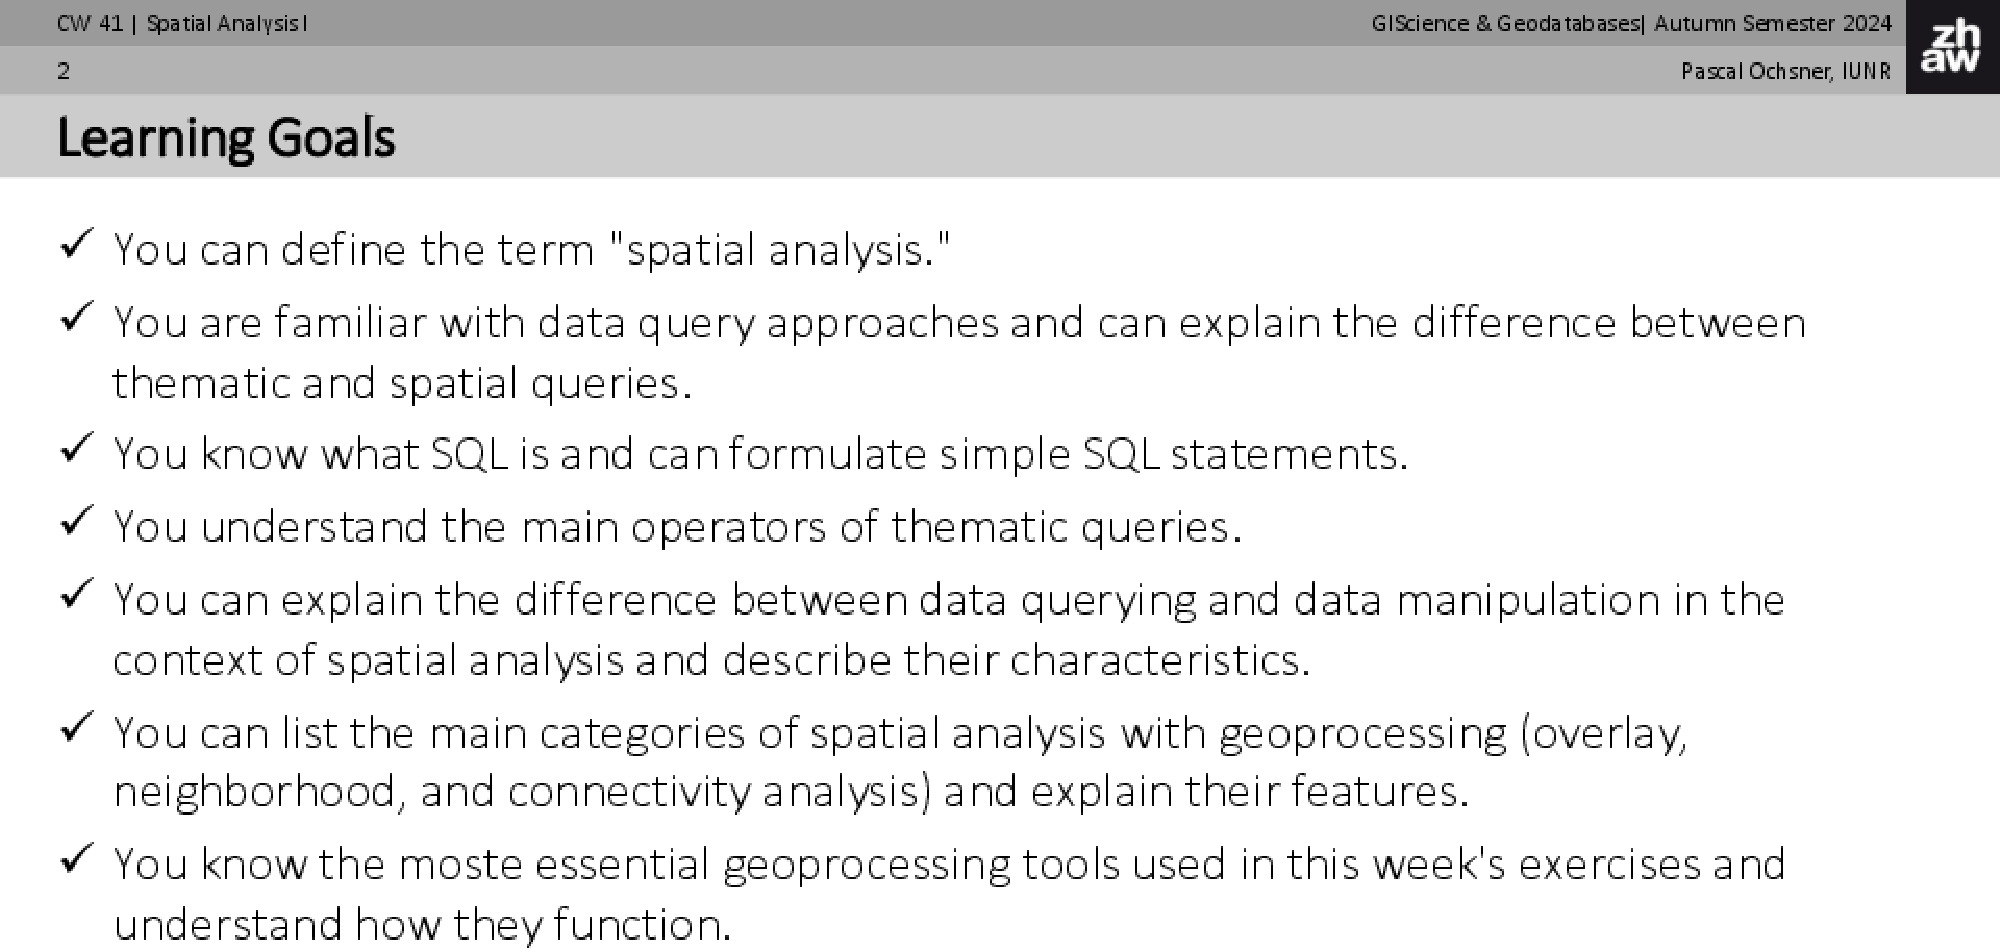 CW 41 | Spatial Analysis I
GIScience & Geodatabases| Autumn Semester 2024
zh
aw
2
Pascal Ochsner, IUNR
Learning Goals
✓ You can define the term "spatial analysis."
✓ You are familiar with data query approaches and can explain the difference between
thematic and spatial queries.
✓ You know what SQL is and can formulate simple SQL statements.
✓ You understand the main operators of thematic queries.
✓ You can explain the difference between data querying and data manipulation in the
context of spatial analysis and describe their characteristics.
✓ You can list the main categories of spatial analysis with geoprocessing (overlay,
neighborhood, and connectivity analysis) and explain their features.
✓ You know the moste essential geoprocessing tools used in this week's exercises and
understand how they function.